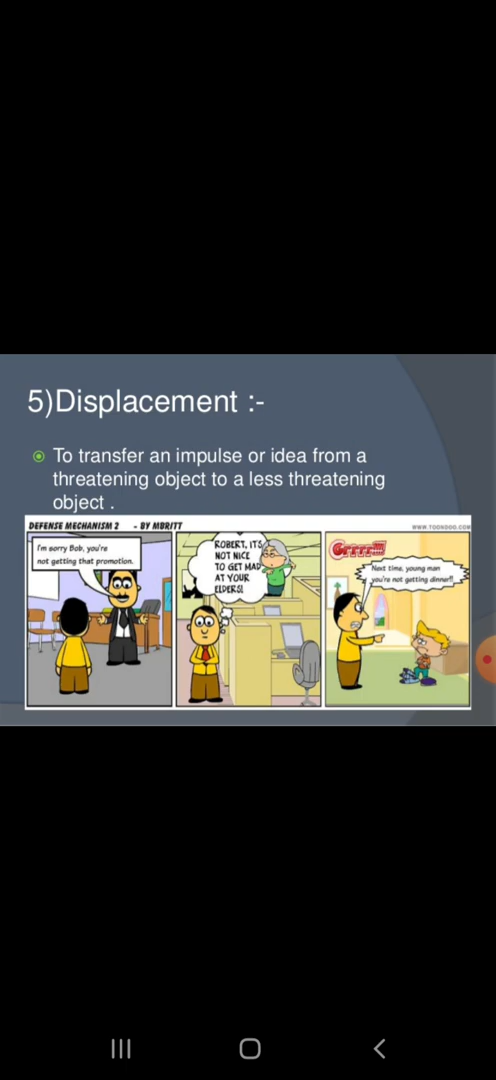 5)Displacement :-
To transfer an impulse or idea from a
threatening object to a less threatening
object .
DEFENSE MECHANISM 2 - BY MBRITT
WWW.TOONDOO.COM
I'm sorry Bob, you're
not getting that promotion.
ROBERT, ITS
NOT NICE
TO GET MAD
AT YOUR
ELDERS!
Grrrr!!!
Next time, young man
you're not getting dinner!!